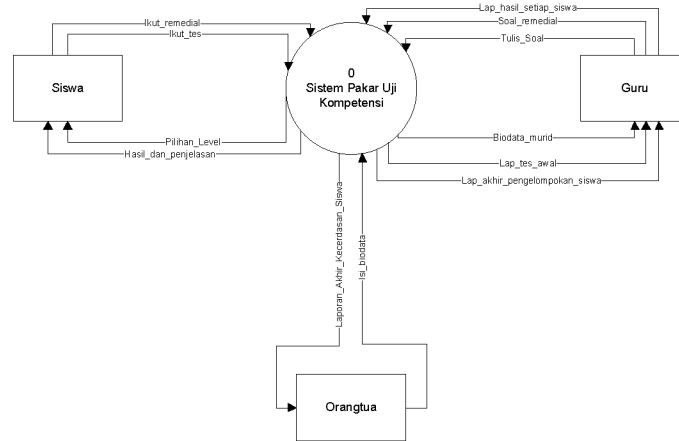 Lap_hasil_setiap_siswa
Ikut_remedial
Soal_remedial
Ikut_tes
Tulis_Soal
0
Sistem Pakar Uji
Kompetensi
Siswa
Guru
Pilihan_Level
Biodata_murid
Hasil_dan_penjelasan
Lap_tes_awal
Lap_akhir_pengelompokan_siswa
Laporan_Akhir_Kecerdasan_Siswa
Isi_biodata
Orangtua